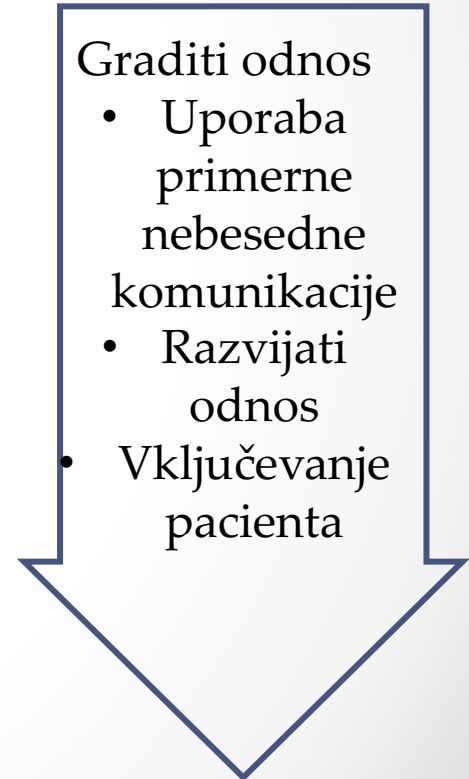 Graditi odnos
• Uporaba
primerne
nebesedne
komunikacije
• Razvijati
odnos
• Vključevanje
pacienta